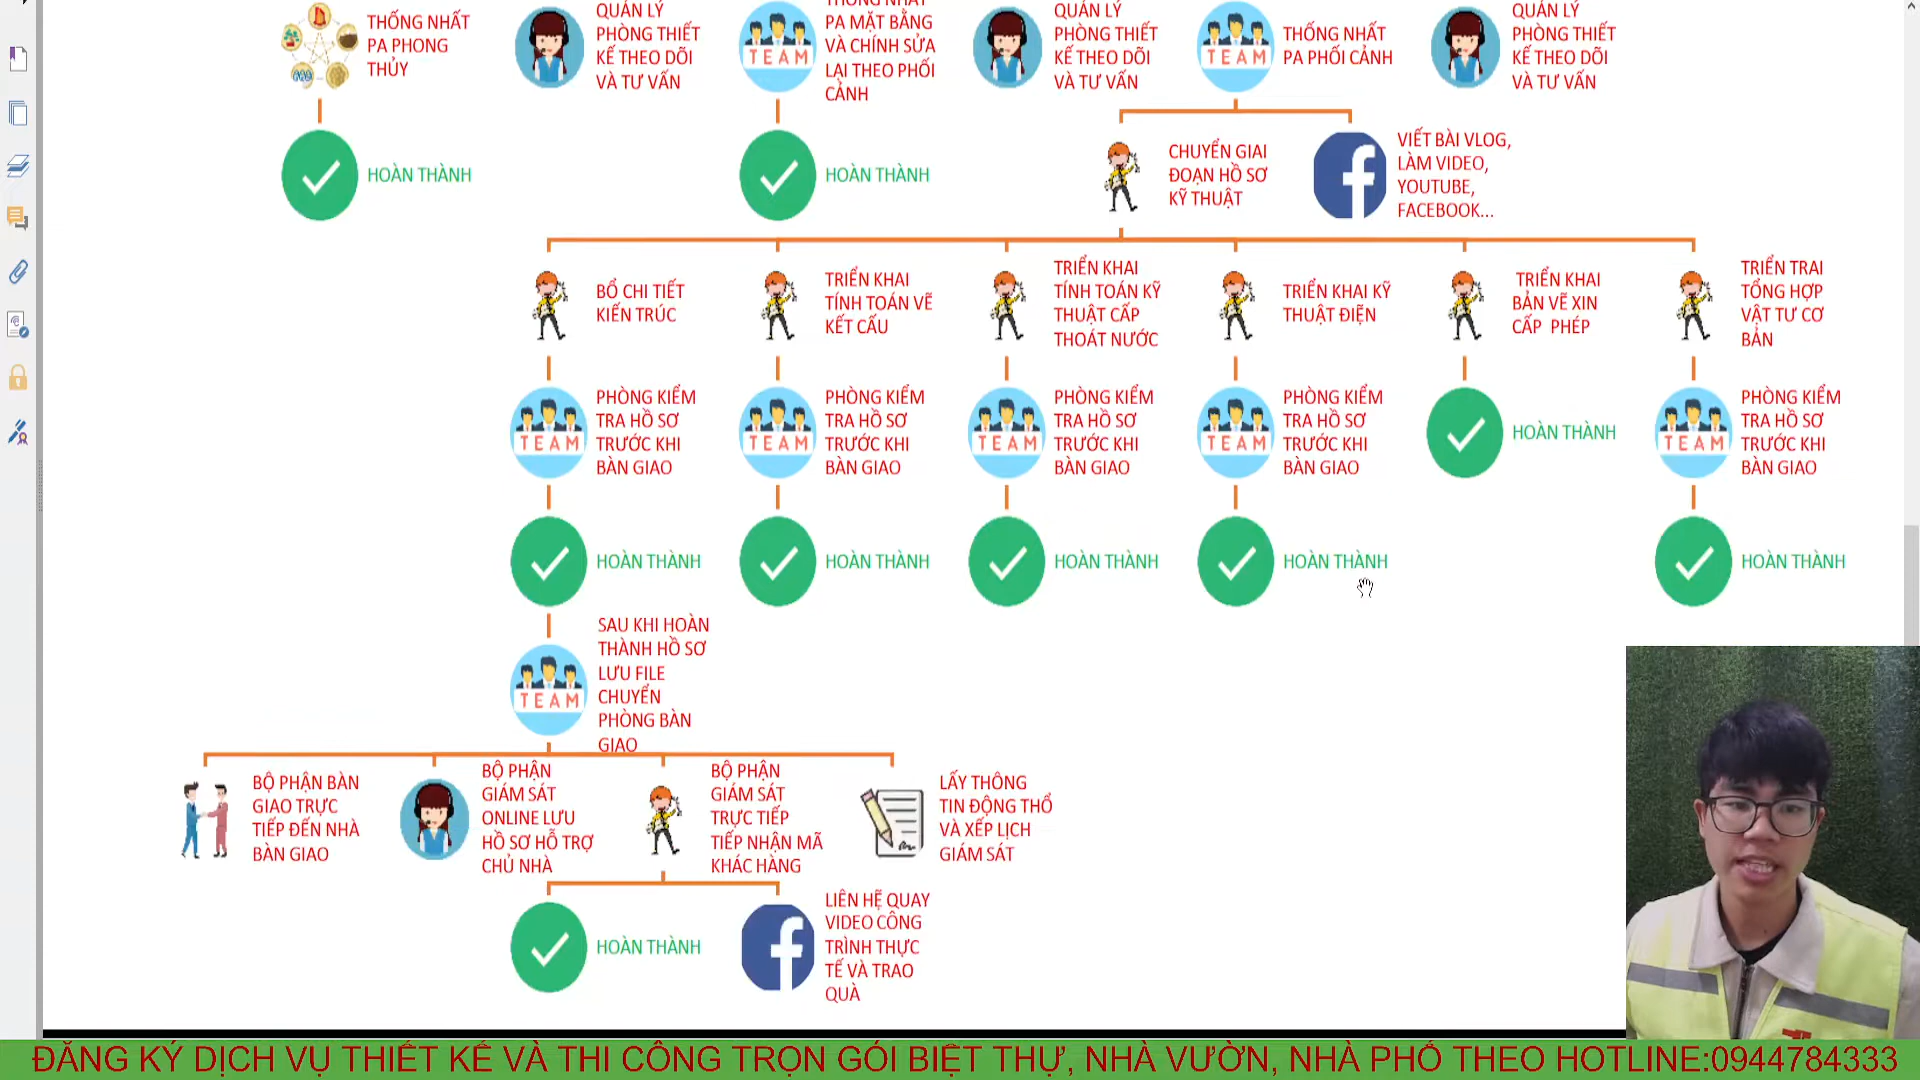 THỐNG NHẤT
PA PHONG
THỦY
QUẢN LÝ
PHÒNG THIẾT
KẾ THEO DÕI
VÀ TƯ VẤN
TEAM
THỐNG NHẤT
PA MẶT BẰNG
VÀ CHÍNH SỬA
LẠI THEO PHỐI
CẢNH
QUẢN LÝ
PHÒNG THIẾT
KẾ THEO DÕI
VÀ TƯ VẤN
TEAM
THỐNG NHẤT
PA PHỐI CẢNH
QUẢN LÝ
PHÒNG THIẾT
KẾ THEO DÕI
VÀ TƯ VẤN
HOÀN THÀNH
HOÀN THÀNH
CHUYỂN GIAI
ĐOẠN HỒ SƠ
KỸ THUẬT
VIẾT BÀI VLOG,
LÀM VIDEO,
YOUTUBE,
FACEBOOK...
BỔ CHI TIẾT
KIẾN TRÚC
TRIỂN KHAI
TÍNH TOÁN VẼ
KẾT CẤU
TRIỂN KHAI
TÍNH TOÁN KỸ
THUẬT CẤP
THOÁT NƯỚC
TRIỂN KHAI KỸ
THUẬT ĐIỆN
TRIỂN KHAI
BẢN VẼ XIN
CẤP PHÉP
TRIỂN TRAI
TỔNG HỢP
VẬT TƯ CƠ
BẢN
TEAM
PHÒNG KIỂM
TRA HỒ SƠ
TRƯỚC KHI
BÀN GIAO
TEAM
PHÒNG KIỂM
TRA HỒ SƠ
TRƯỚC KHI
BÀN GIAO
TEAM
PHÒNG KIỂM
TRA HỒ SƠ
TRƯỚC KHI
BÀN GIAO
TEAM
PHÒNG KIỂM
TRA HỒ SƠ
TRƯỚC KHI
BÀN GIAO
HOÀN THÀNH
TEAM
PHÒNG KIỂM
TRA HỒ SƠ
TRƯỚC KHI
BÀN GIAO
HOÀN THÀNH
HOÀN THÀNH
HOÀN THÀNH
HOÀN THÀNH
HOÀN THÀNH
TEAM
SAU KHI HOÀN
THÀNH HỒ SƠ
LƯU FILE
CHUYỂN
PHÒNG BÀN
GIAO
BỘ PHẬN BÀN
GIAO TRỰC
TIẾP ĐẾN NHÀ
BÀN GIAO
BỘ PHẬN
GIÁM SÁT
ONLINE LƯU
HỒ SƠ HỖ TRỢ
CHỦ NHÀ
BỘ PHẬN
GIÁM SÁT
TRỰC TIẾP
TIẾP NHẬN MÃ
KHÁC HÀNG
LẤY THÔNG
TIN ĐỘNG THỔ
VÀ XẾP LỊCH
GIÁM SÁT
HOÀN THÀNH
LIÊN HỆ QUAY
VIDEO CÔNG
TRÌNH THỰC
TẾ VÀ TRAO
QUÀ
ĐĂNG KÝ DỊCH VỤ THIẾT KẾ VÀ THI CÔNG TRỌN GÓI BIỆT THỰ, NHÀ VƯỜN, NHÀ PHỐ THEO HOTLINE:0944784333